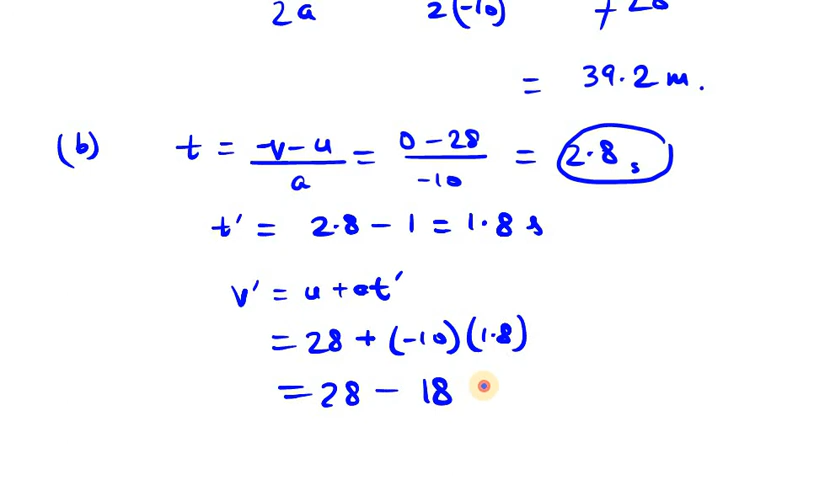 2a 2(-10)
= 39.2 m.
(b) t = v-u/a = 0-28/-10 = 2.8 s
t' = 2.8 - 1 = 1.8 s
v' = u + at'
= 28 + (-10)(1.8)
= 28 - 18